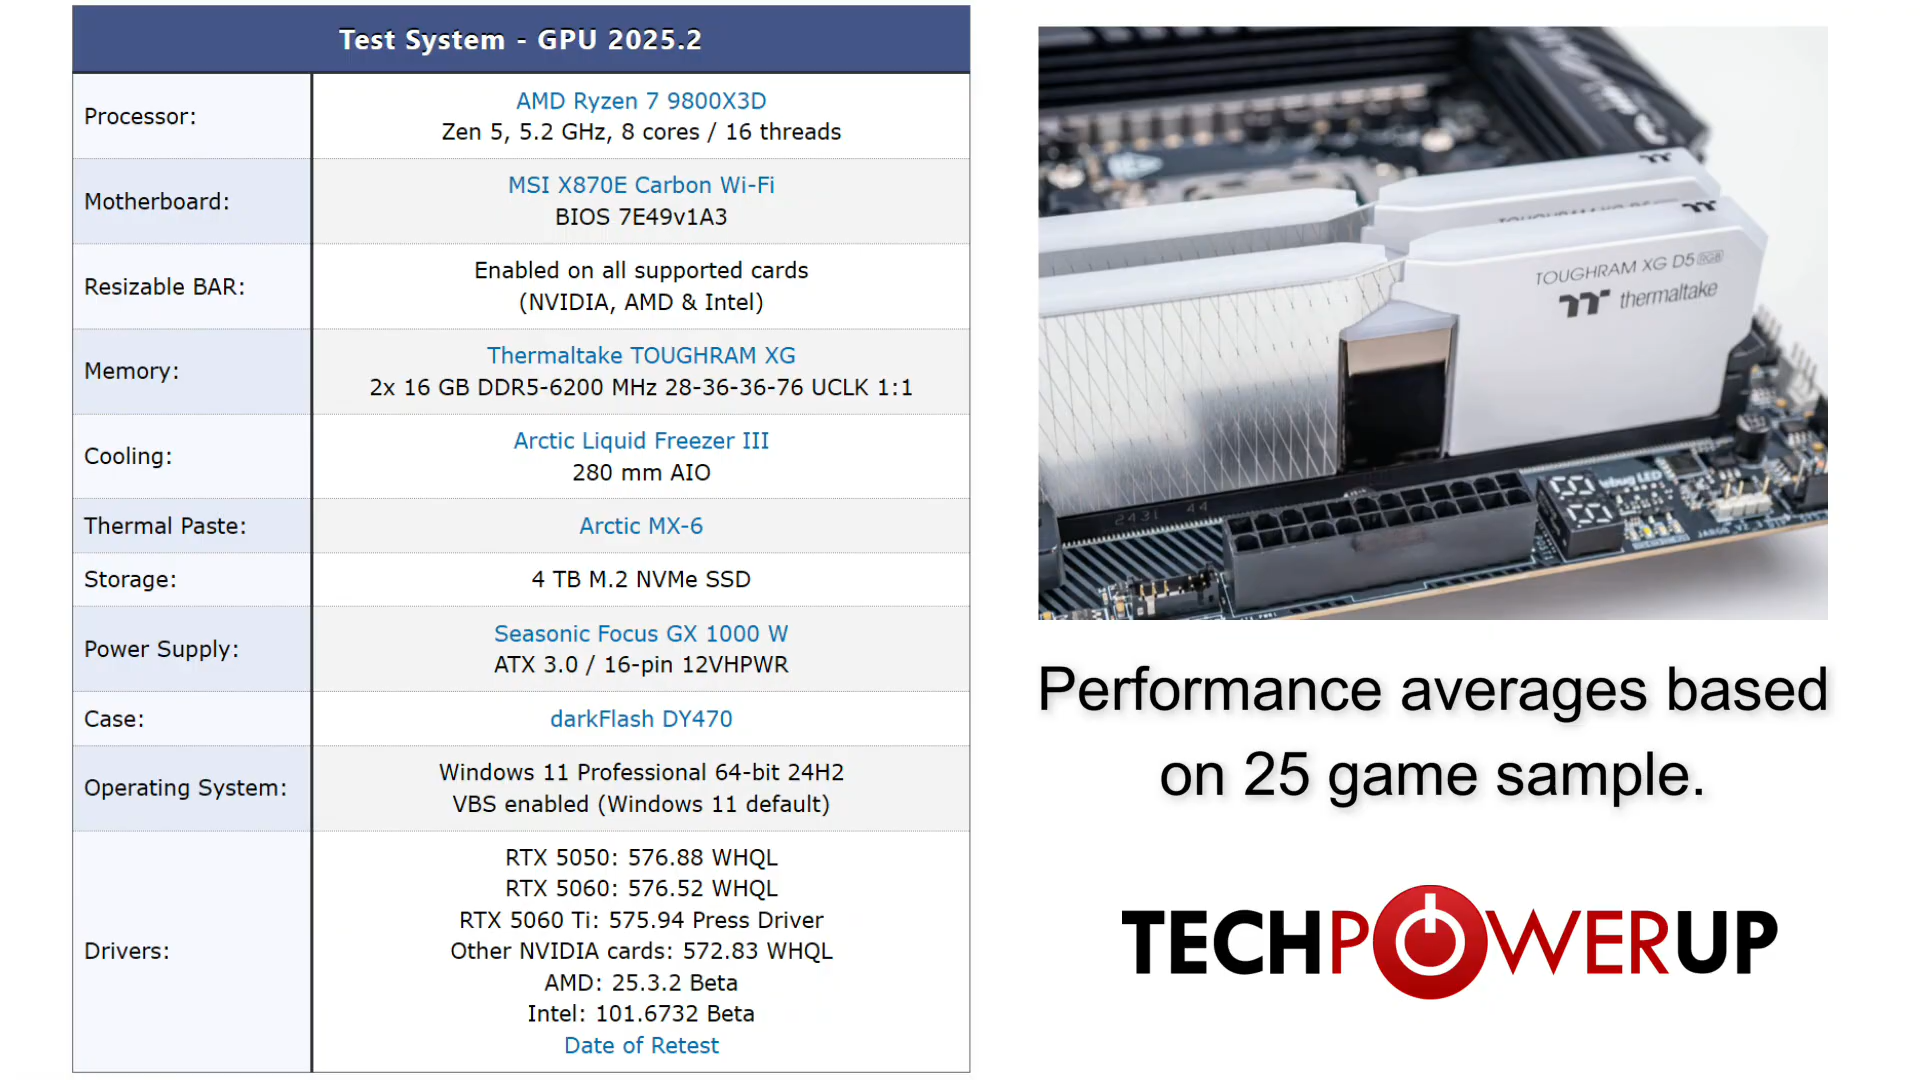 Test System - GPU 2025.2
Processor:
AMD Ryzen 7 9800X3D
Zen 5, 5.2 GHz, 8 cores / 16 threads
Motherboard:
MSI X870E Carbon Wi-Fi
BIOS 7E49v1A3
Resizable BAR:
Enabled on all supported cards
(NVIDIA, AMD & Intel)
Memory:
Thermaltake TOUGHRAM XG
2x 16 GB DDR5-6200 MHz 28-36-36-76 UCLK 1:1
Cooling:
Arctic Liquid Freezer III
280 mm AIO
Thermal Paste:
Arctic MX-6
Storage:
4 TB M.2 NVMe SSD
Power Supply:
Seasonic Focus GX 1000 W
ATX 3.0 / 16-pin 12VHPWR
Case:
darkFlash DY470
Operating System:
Windows 11 Professional 64-bit 24H2
VBS enabled (Windows 11 default)
Drivers:
RTX 5050: 576.88 WHQL
RTX 5060: 576.52 WHQL
RTX 5060 Ti: 575.94 Press Driver
Other NVIDIA cards: 572.83 WHQL
AMD: 25.3.2 Beta
Intel: 101.6732 Beta
Date of Retest
TOUGHRAM XG D5 RGB
thermaltake
2431 44
Performance averages based
on 25 game sample.
TECHPOWERUP